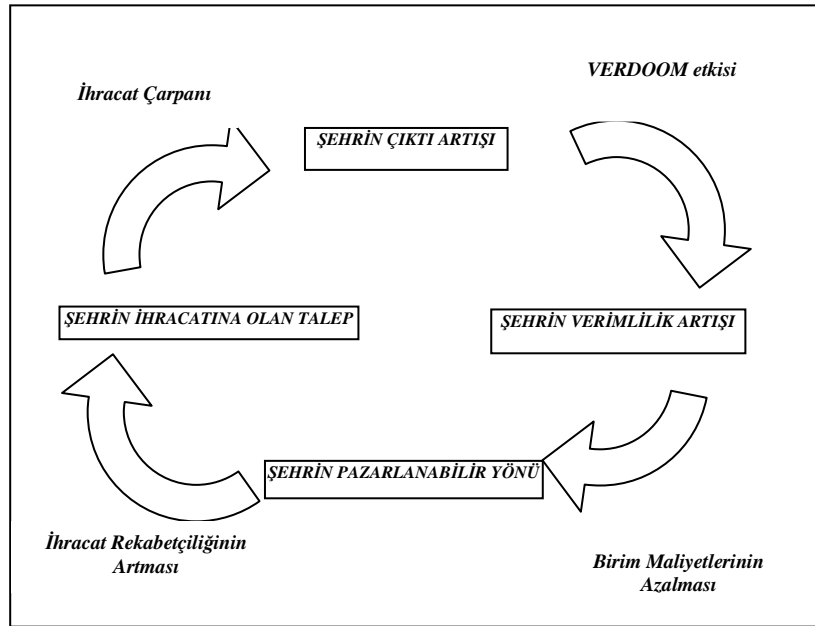 VERDOOM etkisi
İhracat Çarpanı
ŞEHRİN ÇIKTI ARTIŞI
ŞEHRİN İHRACATINA OLAN TALEP
ŞEHRİN VERİMLİLİK ARTIŞI
ŞEHRİN PAZARLANABİLİR YÖNÜ
İhracat Rekabetçiliğinin
Artması
Birim Maliyetlerinin
Azalması